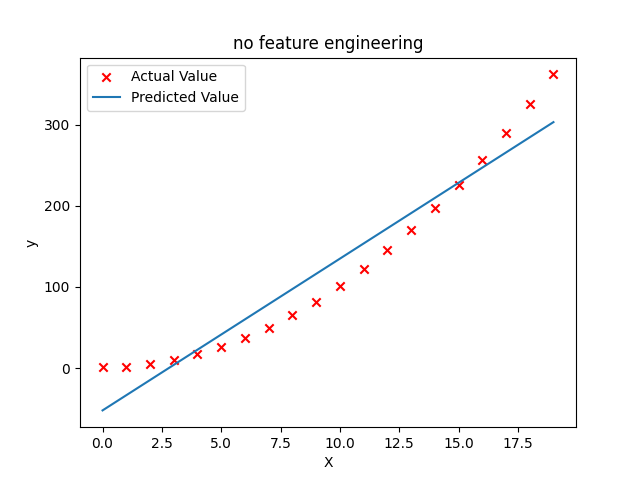 no feature engineering
Actual Value
Predicted Value
300
200
100
0
y
0.0 2.5 5.0 7.5 10.0 12.5 15.0 17.5
X